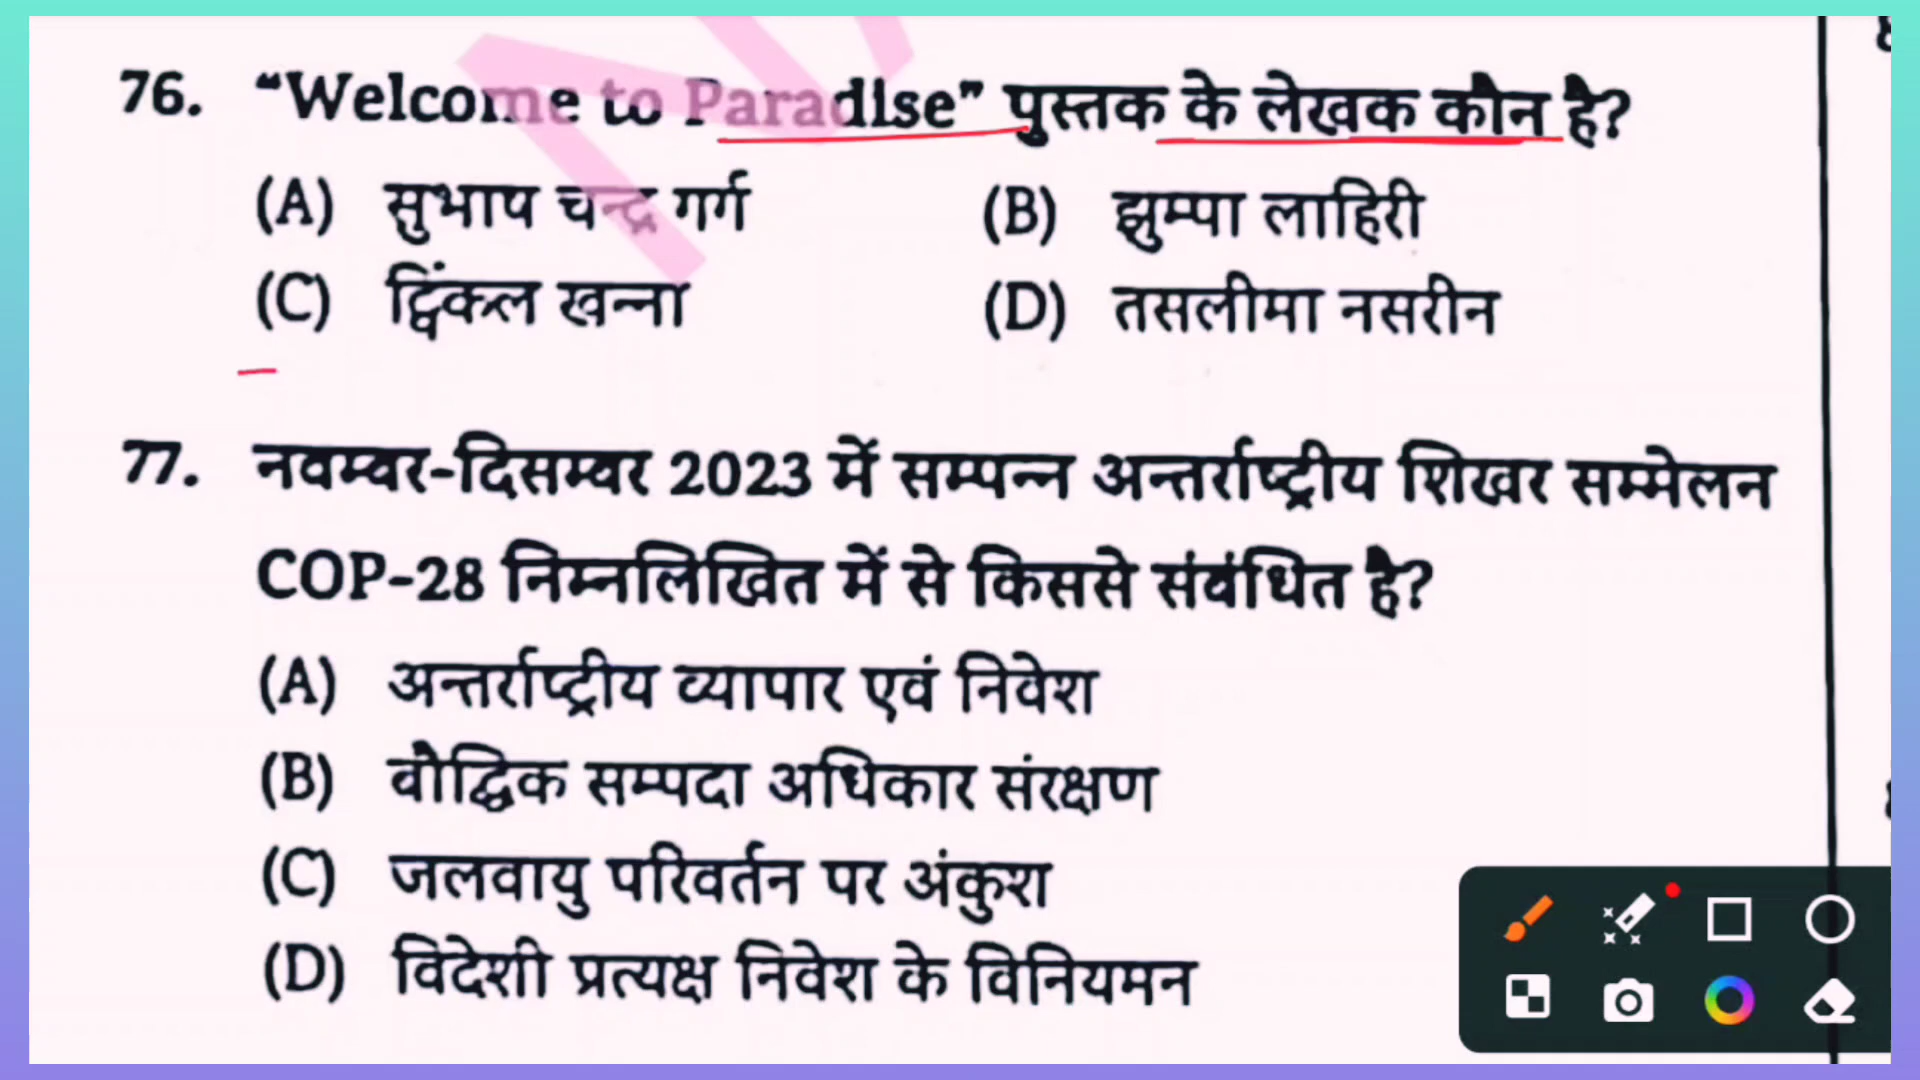 76. “Welcome to Paradise” पुस्तक के लेखक कौन है?
(A) सुभाष चन्द्र गर्ग (B) झुम्पा लाहिरी
(C) ट्विंकल खन्ना (D) तसलीमा नसरीन
77. नवम्बर-दिसम्बर 2023 में सम्पन्न अन्तर्राष्ट्रीय शिखर सम्मेलन
COP-28 निम्नलिखित में से किससे संबंधित है?
(A) अन्तर्राष्ट्रीय व्यापार एवं निवेश
(B) बौद्धिक सम्पदा अधिकार संरक्षण
(C) जलवायु परिवर्तन पर अंकुश
(D) विदेशी प्रत्यक्ष निवेश के विनियमन